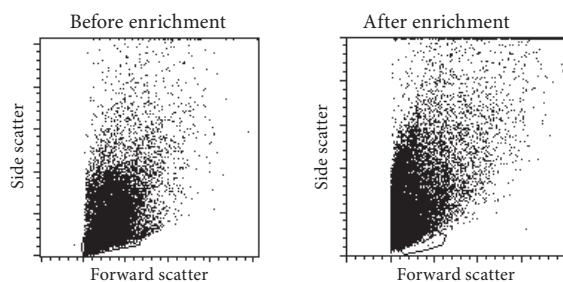 Before enrichment
After enrichment
Side scatter
Side scatter
Forward scatter
Forward scatter